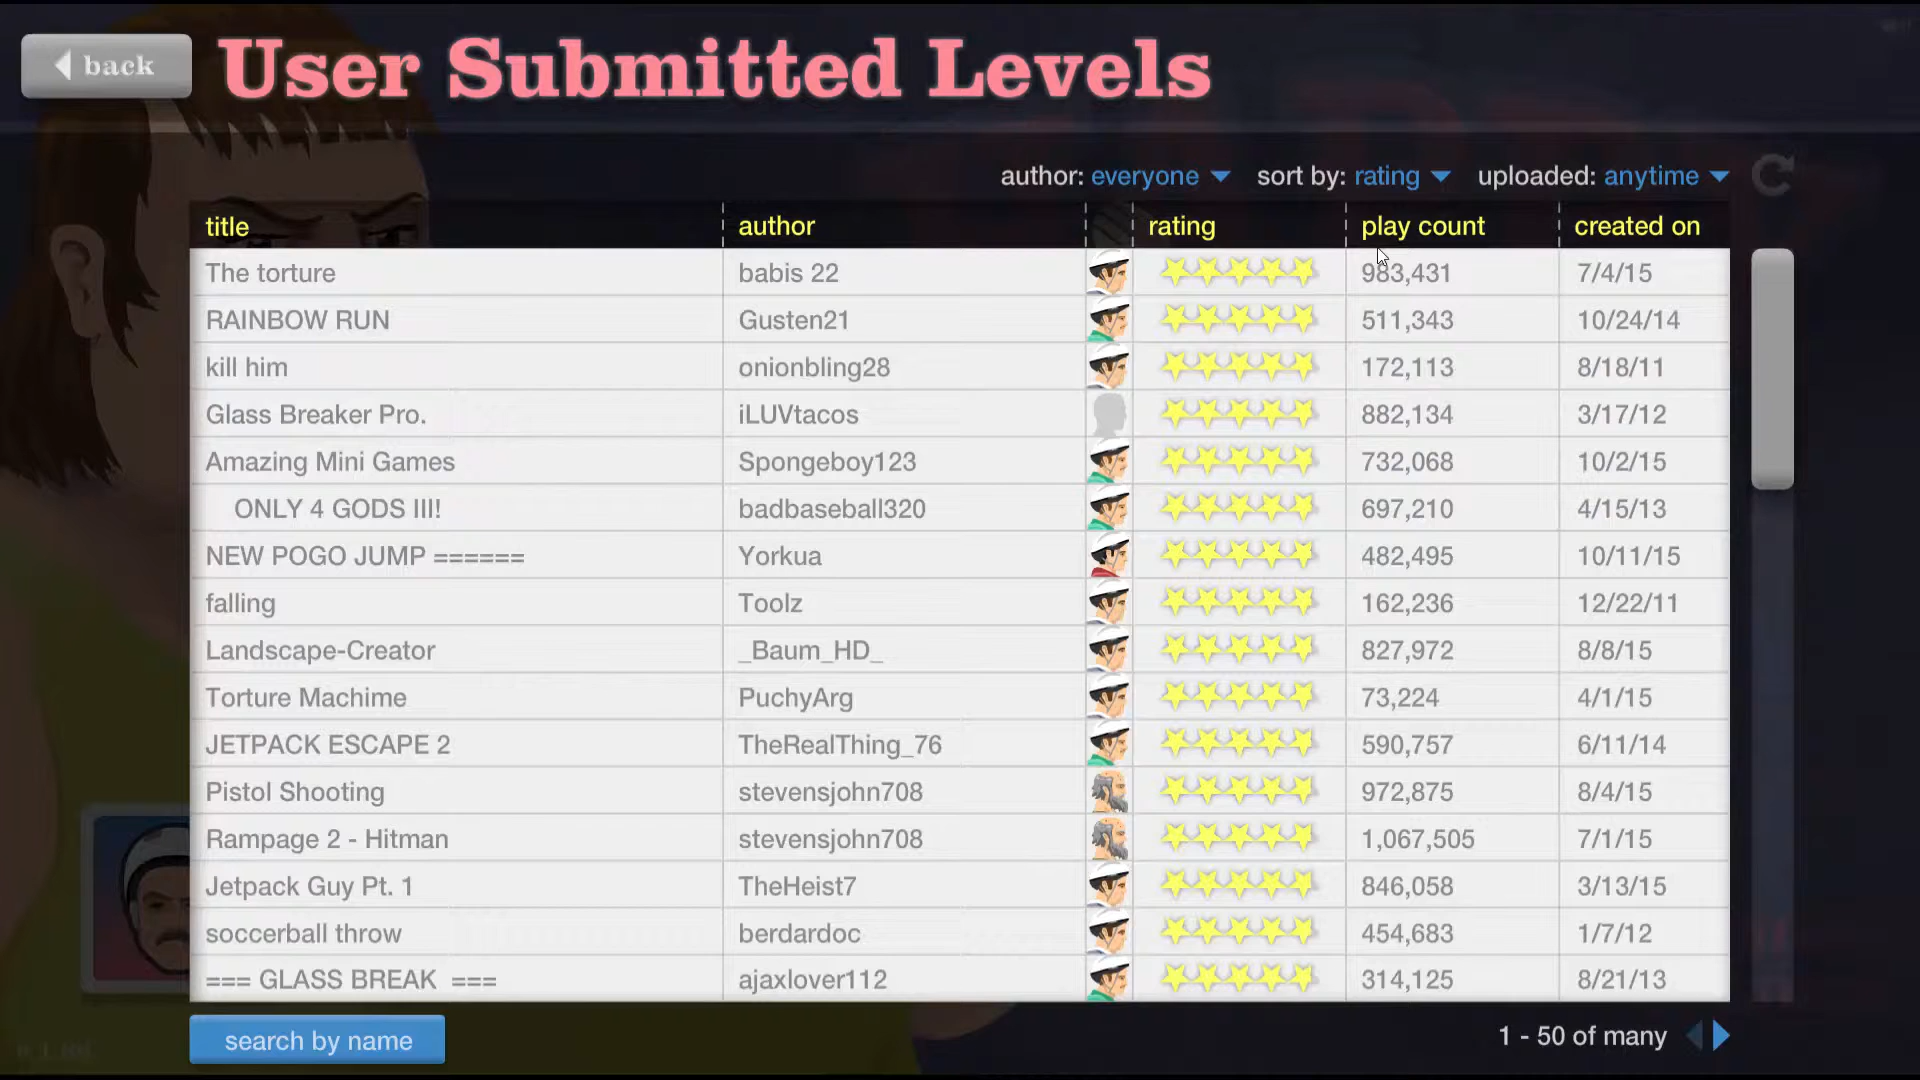 back
User Submitted Levels
author: everyone sort by: rating uploaded: anytime
title author rating play count created on
The torture babis 22 983,431 7/4/15
RAINBOW RUN Gusten21 511,343 10/24/14
kill him onionbling28 172,113 8/18/11
Glass Breaker Pro. iLUVtacos 882,134 3/17/12
Amazing Mini Games Spongeboy123 732,068 10/2/15
ONLY 4 GODS III! badbaseball320 697,210 4/15/13
NEW POGO JUMP ====== Yorkua 482,495 10/11/15
falling Toolz 162,236 12/22/11
Landscape-Creator _Baum_HD_ 827,972 8/8/15
Torture Machime PuchyArg 73,224 4/1/15
JETPACK ESCAPE 2 TheRealThing_76 590,757 6/11/14
Pistol Shooting stevensjohn708 972,875 8/4/15
Rampage 2 - Hitman stevensjohn708 1,067,505 7/1/15
Jetpack Guy Pt. 1 TheHeist7 846,058 3/13/15
soccerball throw berdardoc 454,683 1/7/12
=== GLASS BREAK === ajaxlover112 314,125 8/21/13
search by name 1 - 50 of many